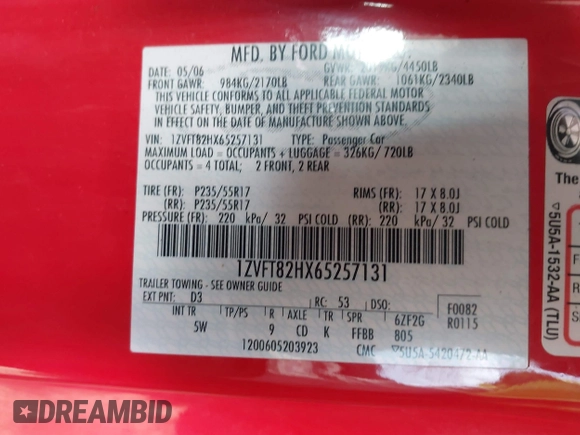 MFD. BY FORD MO
DATE: 05/06 GVWR: KG/4450LB
FRONT GAWR: 984KG/2170LB REAR GAWR: 1061KG/2340LB
THIS VEHICLE CONFORMS TO ALL APPLICABLE FEDERAL MOTOR
VEHICLE SAFETY, BUMPER, AND THEFT PREVENTION STANDARDS
IN EFFECT ON THE DATE OF MANUFACTURE SHOWN ABOVE
VIN: 1ZVFT82HX65257131 TYPE: Passenger Car
MAXIMUM LOAD = OCCUPANTS + LUGGAGE = 326KG/ 720LB
OCCUPANTS = 4 TOTAL; 2 FRONT, 2 REAR
TIRE (FR): P235/55R17 RIMS (FR): 17 X 8.0J
(RR): P235/55R17 (RR): 17 X 8.0J
PRESSURE (FR): 220 kPa/ 32 PSI COLD (RR): 220 kPa/ 32 PSI COLD
1ZVFT82HX65257131
TRAILER TOWING - SEE OWNER GUIDE
EXT PNT: D3 RC: 53 DSO: F0082
INT TR TP/PS R AXLE TR SPR 6ZF2G R0115
5W 9 CD K FFBB 805
1200605203923 CMC ▽5U5A-5420472-AA
The
▽5U5A-1532-AA (TLU)
T
F
R
S
DREAMBID